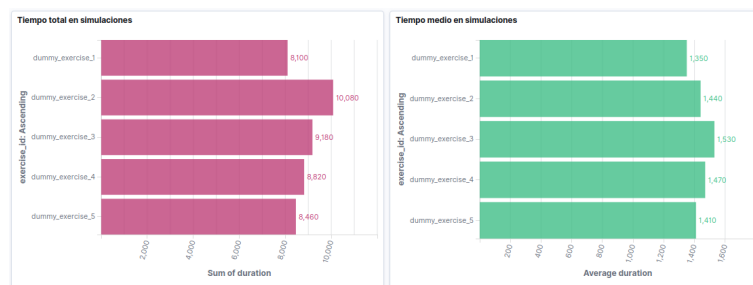 Tiempo total en simulaciones
exercise_id: Ascending
dummy_exercise_1
8,100
dummy_exercise_2
10,080
dummy_exercise_3
9,180
dummy_exercise_4
8,820
dummy_exercise_5
8,460
2,000
4,000
6,000
8,000
10,000
Sum of duration
Tiempo medio en simulaciones
exercise_id: Ascending
dummy_exercise_1
1,350
dummy_exercise_2
1,440
dummy_exercise_3
1,530
dummy_exercise_4
1,470
dummy_exercise_5
1,410
200
400
600
800
1,000
1,200
1,400
1,600
Average duration